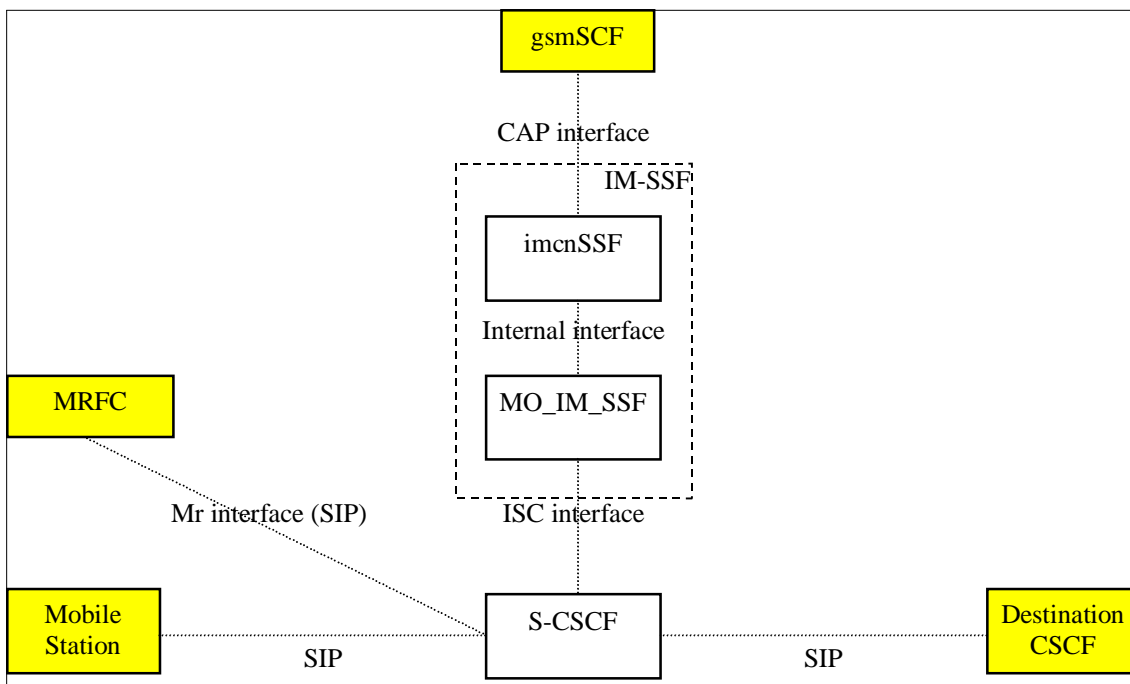 gsmSCF
CAP interface
IM-SSF
imcnSSF
Internal interface
MRFC
MO_IM_SSF
Mr interface (SIP)
ISC interface
Mobile
Station
S-CSCF
Destination
CSCF
SIP
SIP